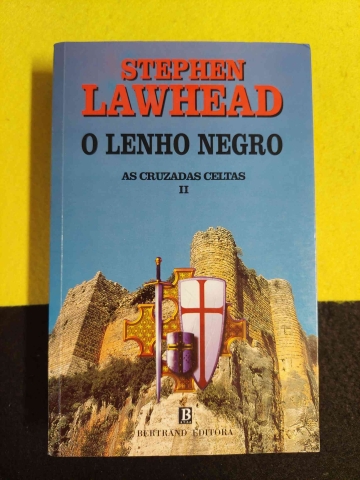 STEPHEN
LAWHEAD
O LENHO NEGRO
AS CRUZADAS CELTAS
II
B
BERTRAND EDITORA